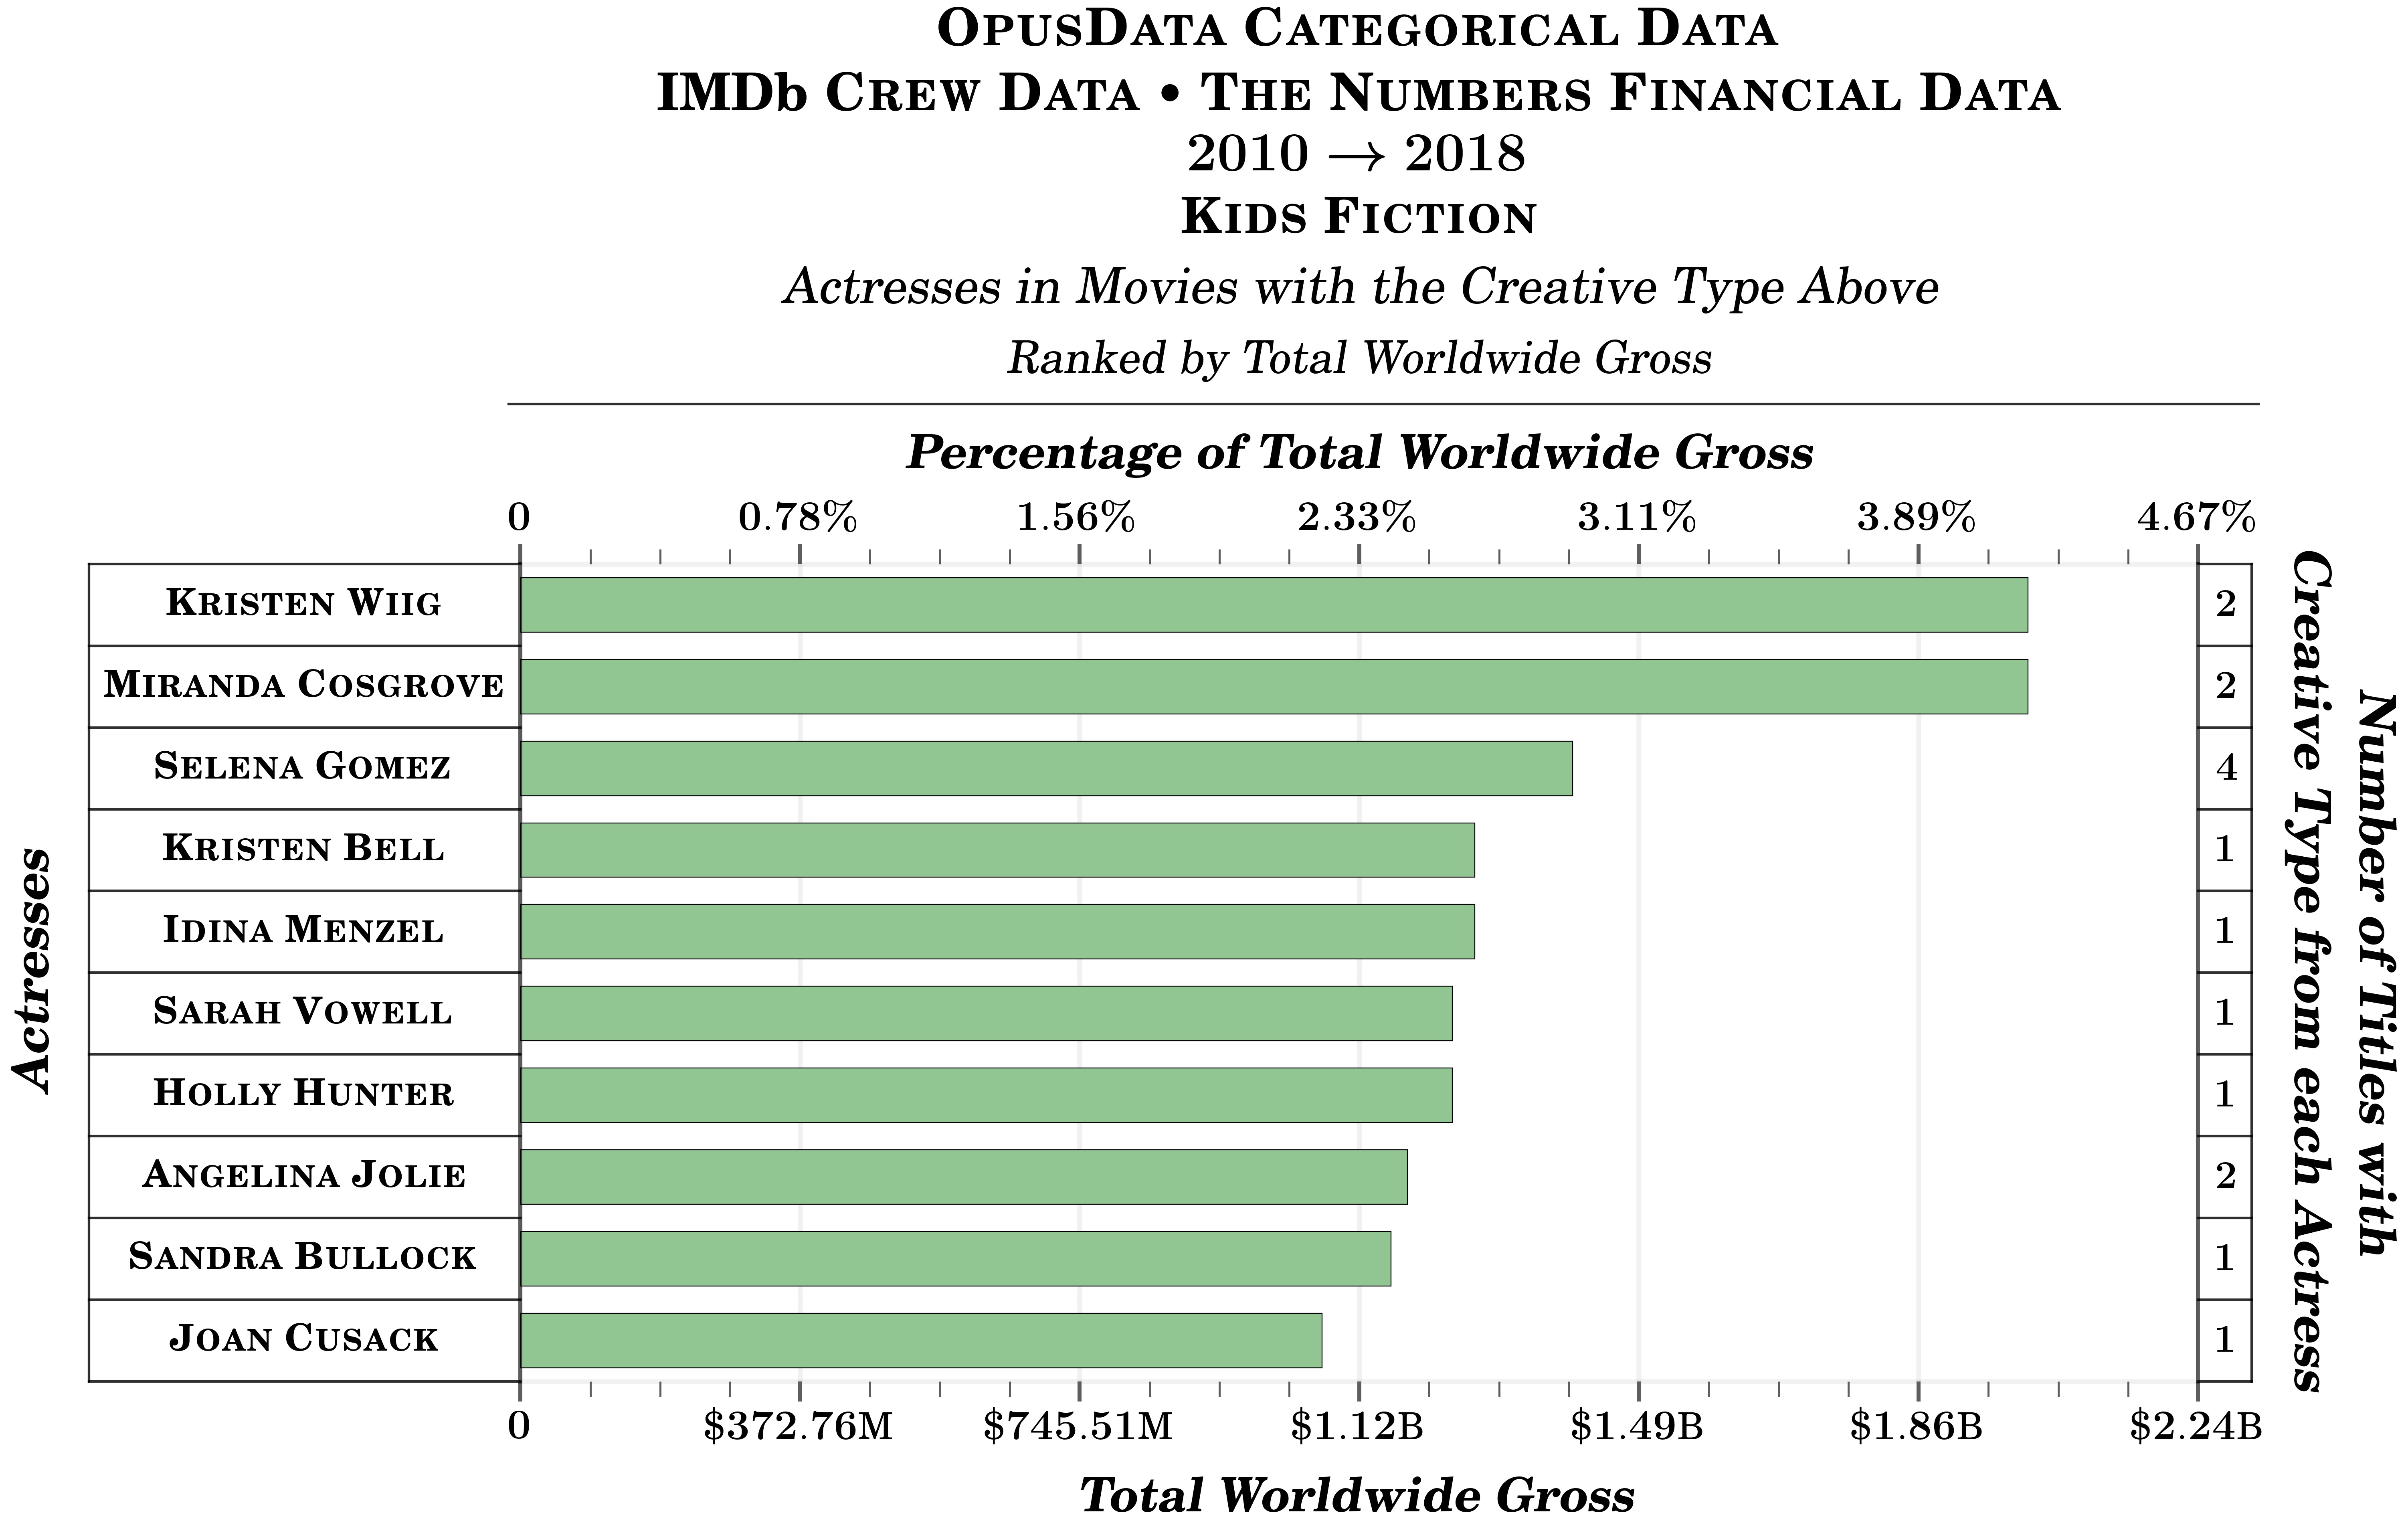 OpusData Categorical Data
IMDb Crew Data • The Numbers Financial Data
2010 → 2018
Kids Fiction
Actresses in Movies with the Creative Type Above
Ranked by Total Worldwide Gross
Percentage of Total Worldwide Gross
0 0.78% 1.56% 2.33% 3.11% 3.89% 4.67%
Actresses
Kristen Wiig 2
Miranda Cosgrove 2
Selena Gomez 4
Kristen Bell 1
Idina Menzel 1
Sarah Vowell 1
Holly Hunter 1
Angelina Jolie 2
Sandra Bullock 1
Joan Cusack 1
Number of Titles with
Creative Type from each Actress
0 $372.76M $745.51M $1.12B $1.49B $1.86B $2.24B
Total Worldwide Gross